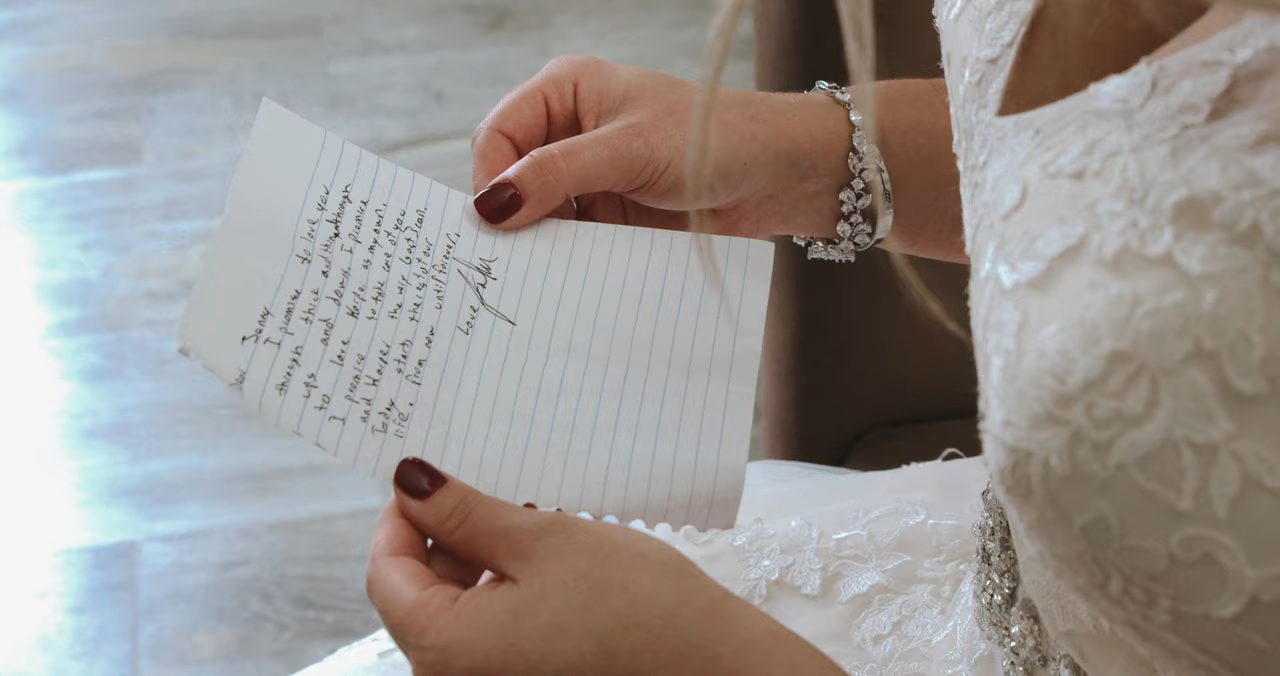 Dear
I promise to love you
through thick and thin through
ups and downs. I promise
to love Harper as my own.
I promise to take care of you
and Harper the very best I can.
Today starts the rest of our
life. from now until forever.
Love